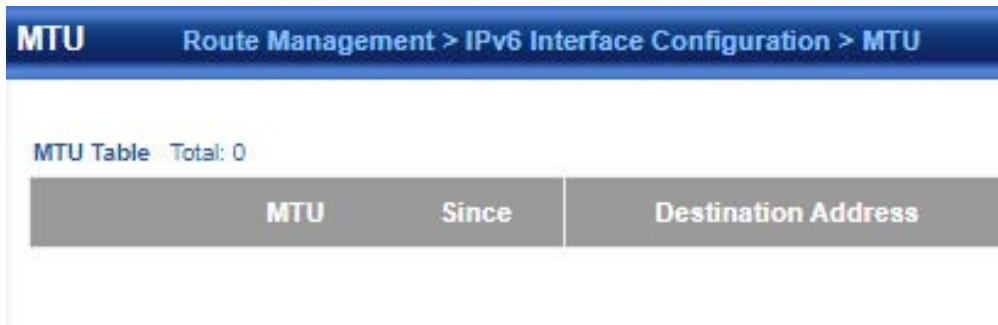 MTU Route Management > IPv6 Interface Configuration > MTU
MTU Table Total: 0
MTU Since Destination Address